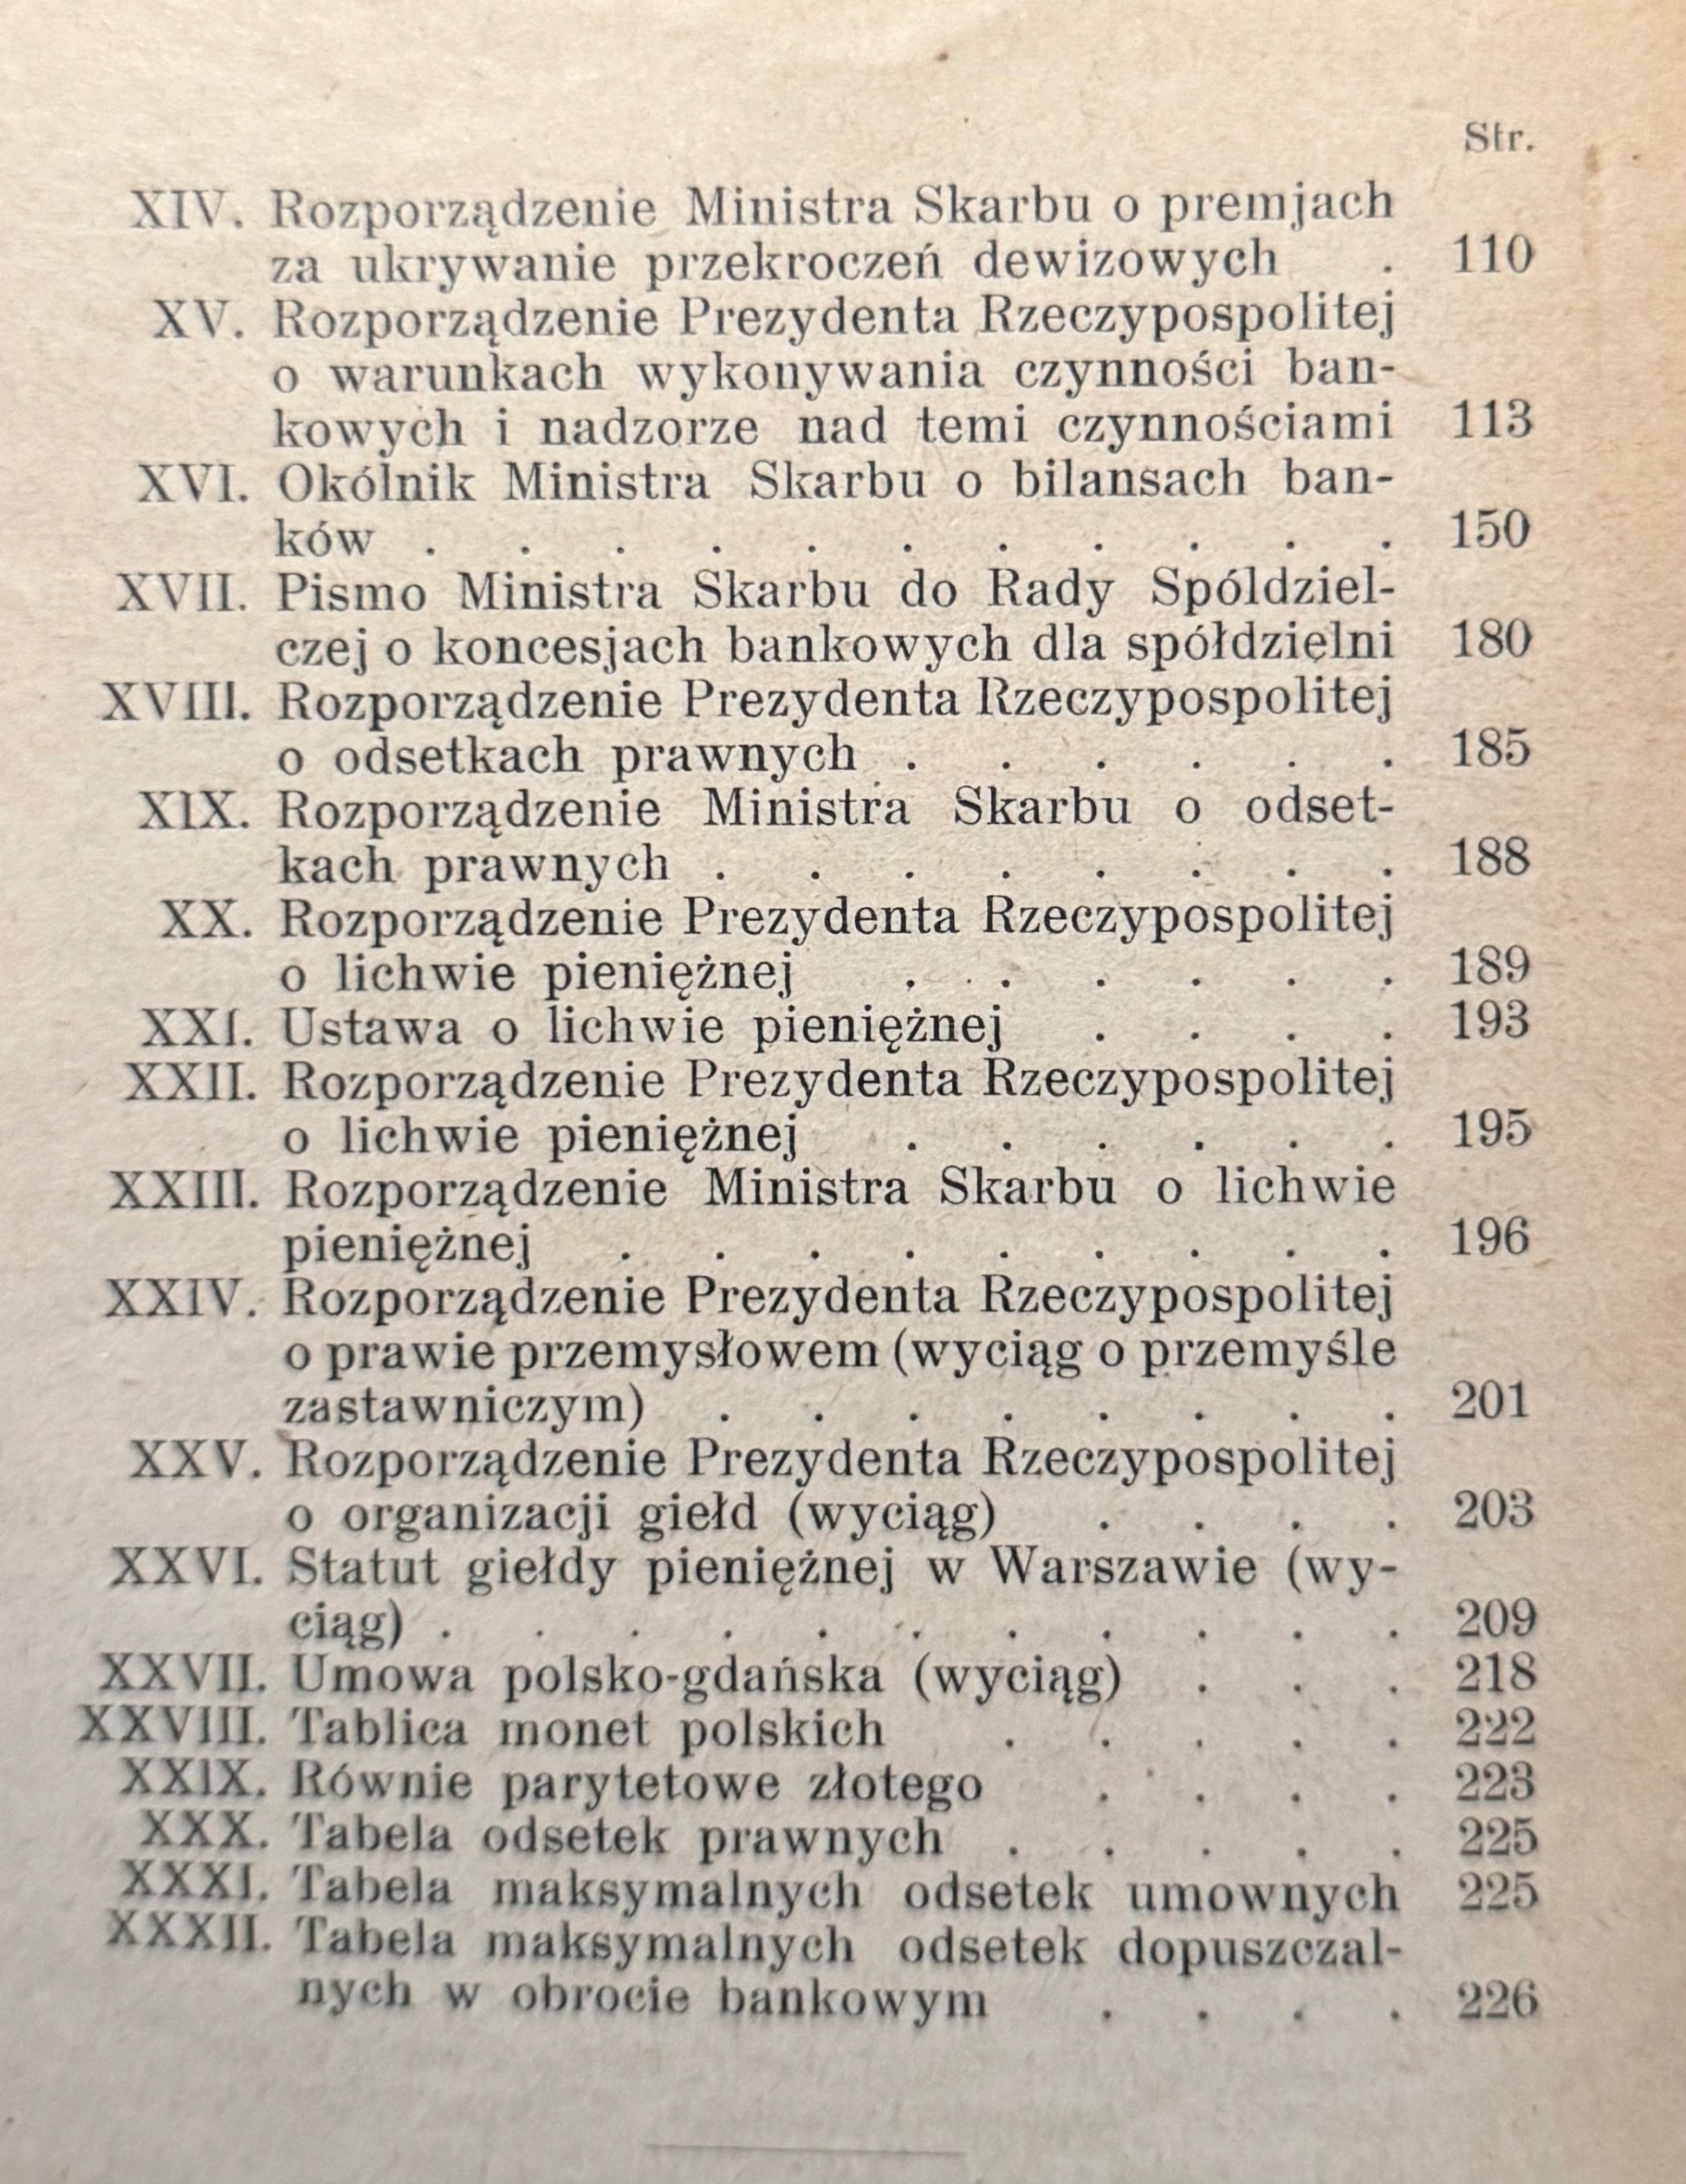 Str.
XIV. Rozporządzenie Ministra Skarbu o premjach
za ukrywanie przekroczeń dewizowych . 110
XV. Rozporządzenie Prezydenta Rzeczypospolitej
o warunkach wykonywania czynności ban-
kowych i nadzorze nad temi czynnościami 113
XVI. Okólnik Ministra Skarbu o bilansach ban-
ków . . . . . . . . . . . 150
XVII. Pismo Ministra Skarbu do Rady Spóldziel-
czej o koncesjach bankowych dla spółdzielni 180
XVIII. Rozporządzenie Prezydenta Rzeczypospolitej
o odsetkach prawnych . . . . . . 185
XIX. Rozporządzenie Ministra Skarbu o odset-
kach prawnych . . . . . . . . 188
XX. Rozporządzenie Prezydenta Rzeczypospolitej
o lichwie pieniężnej . . . . . . 189
XXI. Ustawa o lichwie pieniężnej . . . . 193
XXII. Rozporządzenie Prezydenta Rzeczypospolitej
o lichwie pieniężnej . . . . . . 195
XXIII. Rozporządzenie Ministra Skarbu o lichwie
pieniężnej . . . . . . . . . 196
XXIV. Rozporządzenie Prezydenta Rzeczypospolitej
o prawie przemysłowem (wyciąg o przemyśle
zastawniczym) . . . . . . . . 201
XXV. Rozporządzenie Prezydenta Rzeczypospolitej
o organizacji giełd (wyciąg) . . . . 203
XXVI. Statut giełdy pieniężnej w Warszawie (wy-
ciąg) . . . . . . . . . . . 209
XXVII. Umowa polsko-gdańska (wyciąg) . . . 218
XXVIII. Tablica monet polskich . . . . . 222
XXIX. Równie parytetowe złotego . . . . 223
XXX. Tabela odsetek prawnych . . . . . 225
XXXI. Tabela maksymalnych odsetek umownych 225
XXXII. Tabela maksymalnych odsetek dopuszczal-
nych w obrocie bankowym . . . . 226